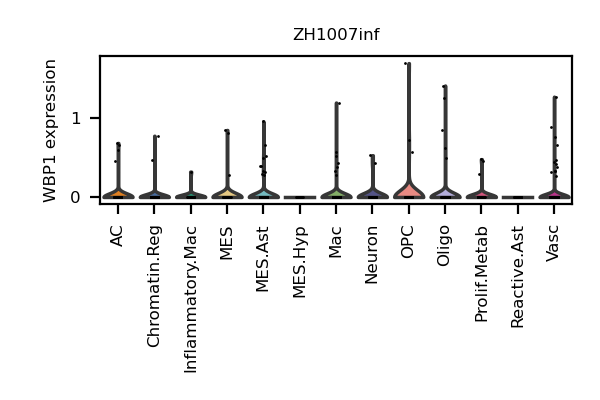 ZH1007inf
WBP1 expression
1
0
AC
Chromatin.Reg
Inflammatory.Mac
MES
MES.Ast
MES.Hyp
Mac
Neuron
OPC
Oligo
Prolif.Metab
Reactive.Ast
Vasc